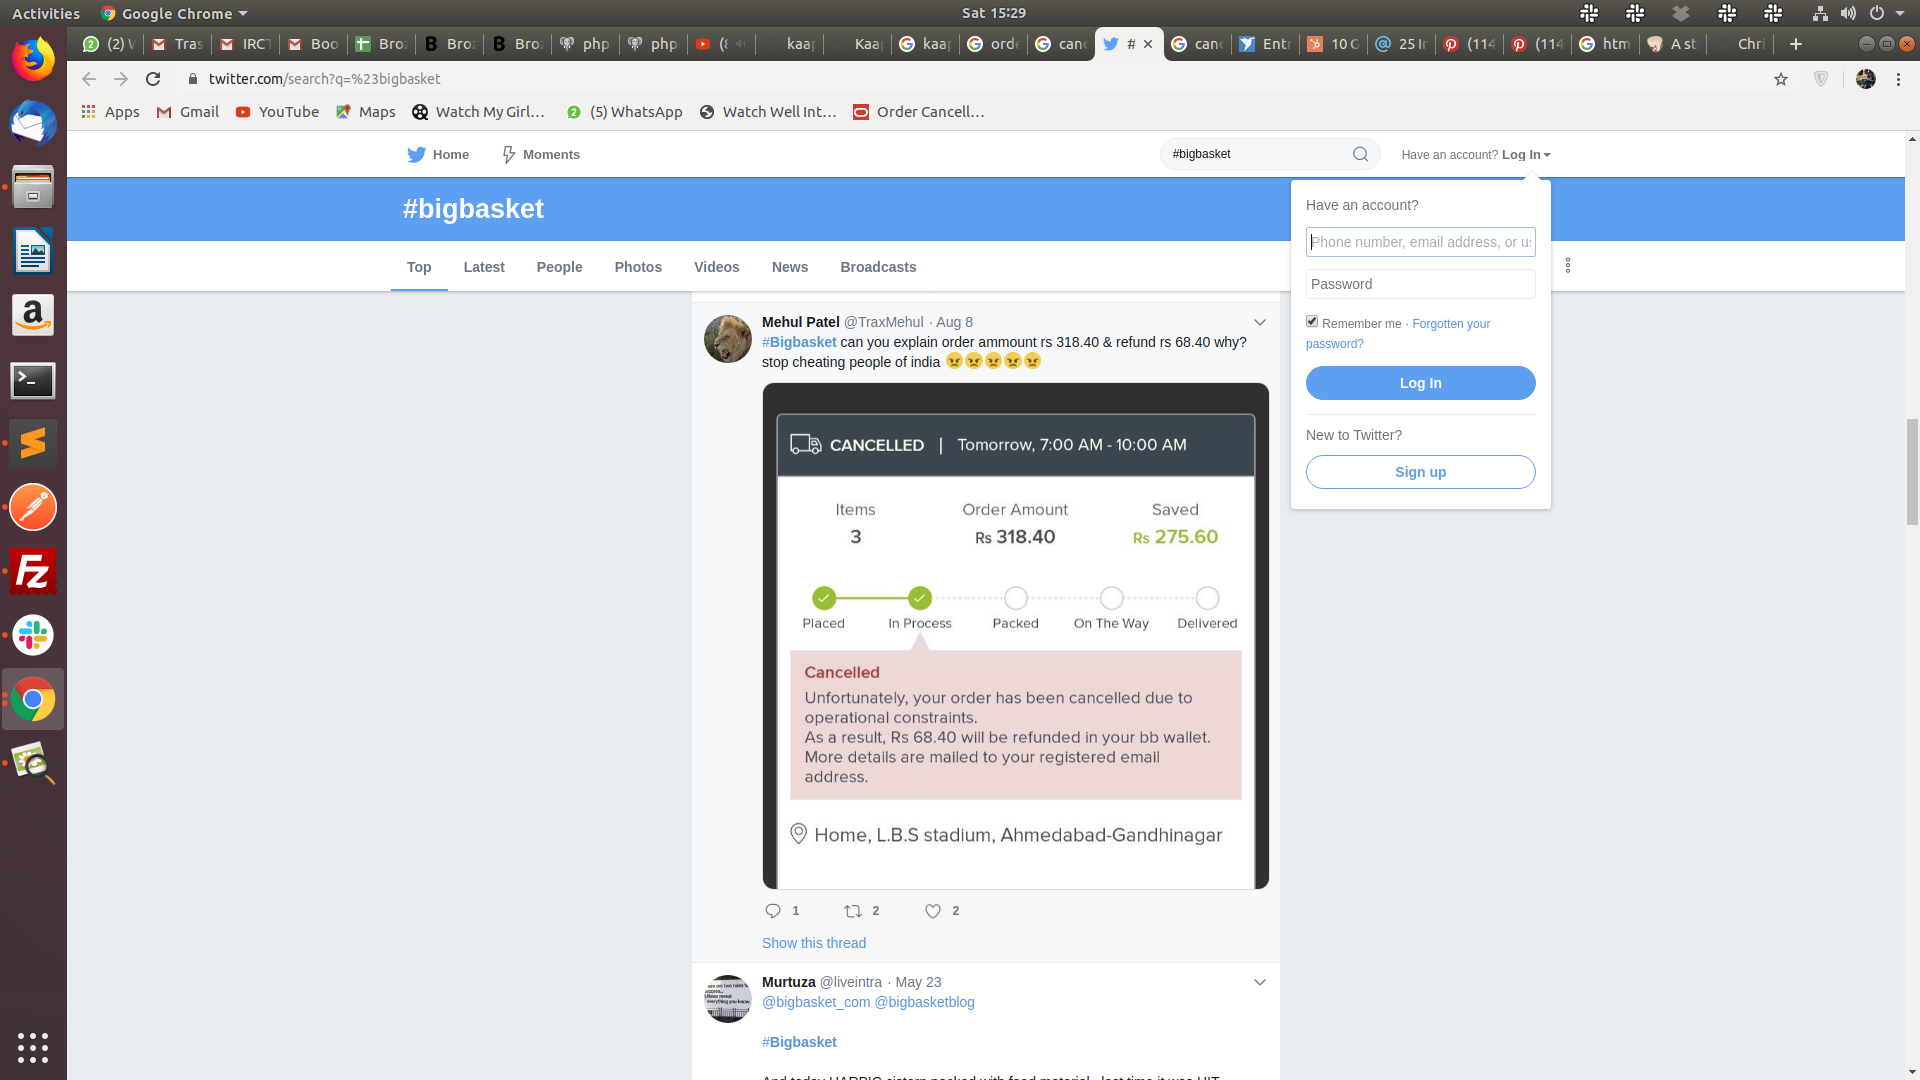 Activities
Google Chrome
Sat 15:29
(2) W
Tras
IRCT
Boo
Bro
Bro
Bro
php
php
kaap
Kaap
kaap
orde
canc
#
canc
Entr
10 C
25 Ir
(114
(114
htm
A st
Chri
twitter.com/search?q=%23bigbasket
Apps
Gmail
YouTube
Maps
Watch My Girl…
(5) WhatsApp
Watch Well Int…
Order Cancell…
Home
Moments
#bigbasket
Have an account? Log In
#bigbasket
Top
Latest
People
Photos
Videos
News
Broadcasts
Have an account?
Phone number, email address, or us
Password
Remember me · Forgotten your
password?
Log In
New to Twitter?
Sign up
Mehul Patel @TraxMehul · Aug 8
#Bigbasket can you explain order ammount rs 318.40 & refund rs 68.40 why?
stop cheating people of india 😠😠😠😠😠
CANCELLED | Tomorrow, 7:00 AM - 10:00 AM
Items
Order Amount
Saved
3
Rs 318.40
Rs 275.60
Placed
In Process
Packed
On The Way
Delivered
Cancelled
Unfortunately, your order has been cancelled due to
operational constraints.
As a result, Rs 68.40 will be refunded in your bb wallet.
More details are mailed to your registered email
address.
Home, L.B.S stadium, Ahmedabad-Gandhinagar
1
2
2
Show this thread
Murtuza @liveintra · May 23
@bigbasket_com @bigbasketblog
#Bigbasket